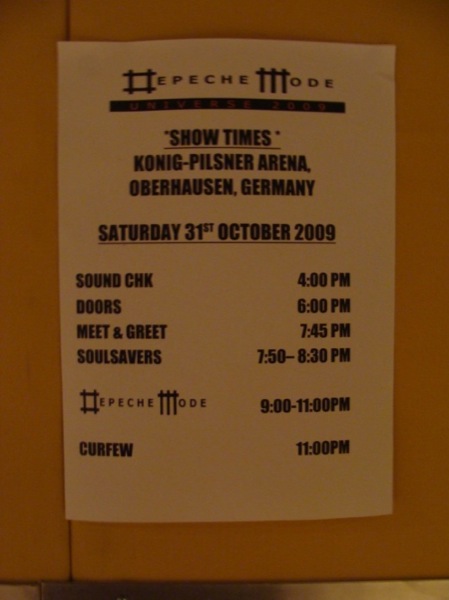 DEPECHE MODE
UNIVERSE 2009
*SHOW TIMES*
KONIG-PILSNER ARENA,
OBERHAUSEN, GERMANY
SATURDAY 31ST OCTOBER 2009
SOUND CHK 4:00 PM
DOORS 6:00 PM
MEET & GREET 7:45 PM
SOULSAVERS 7:50– 8:30 PM
DEPECHE MODE 9:00-11:00PM
CURFEW 11:00PM